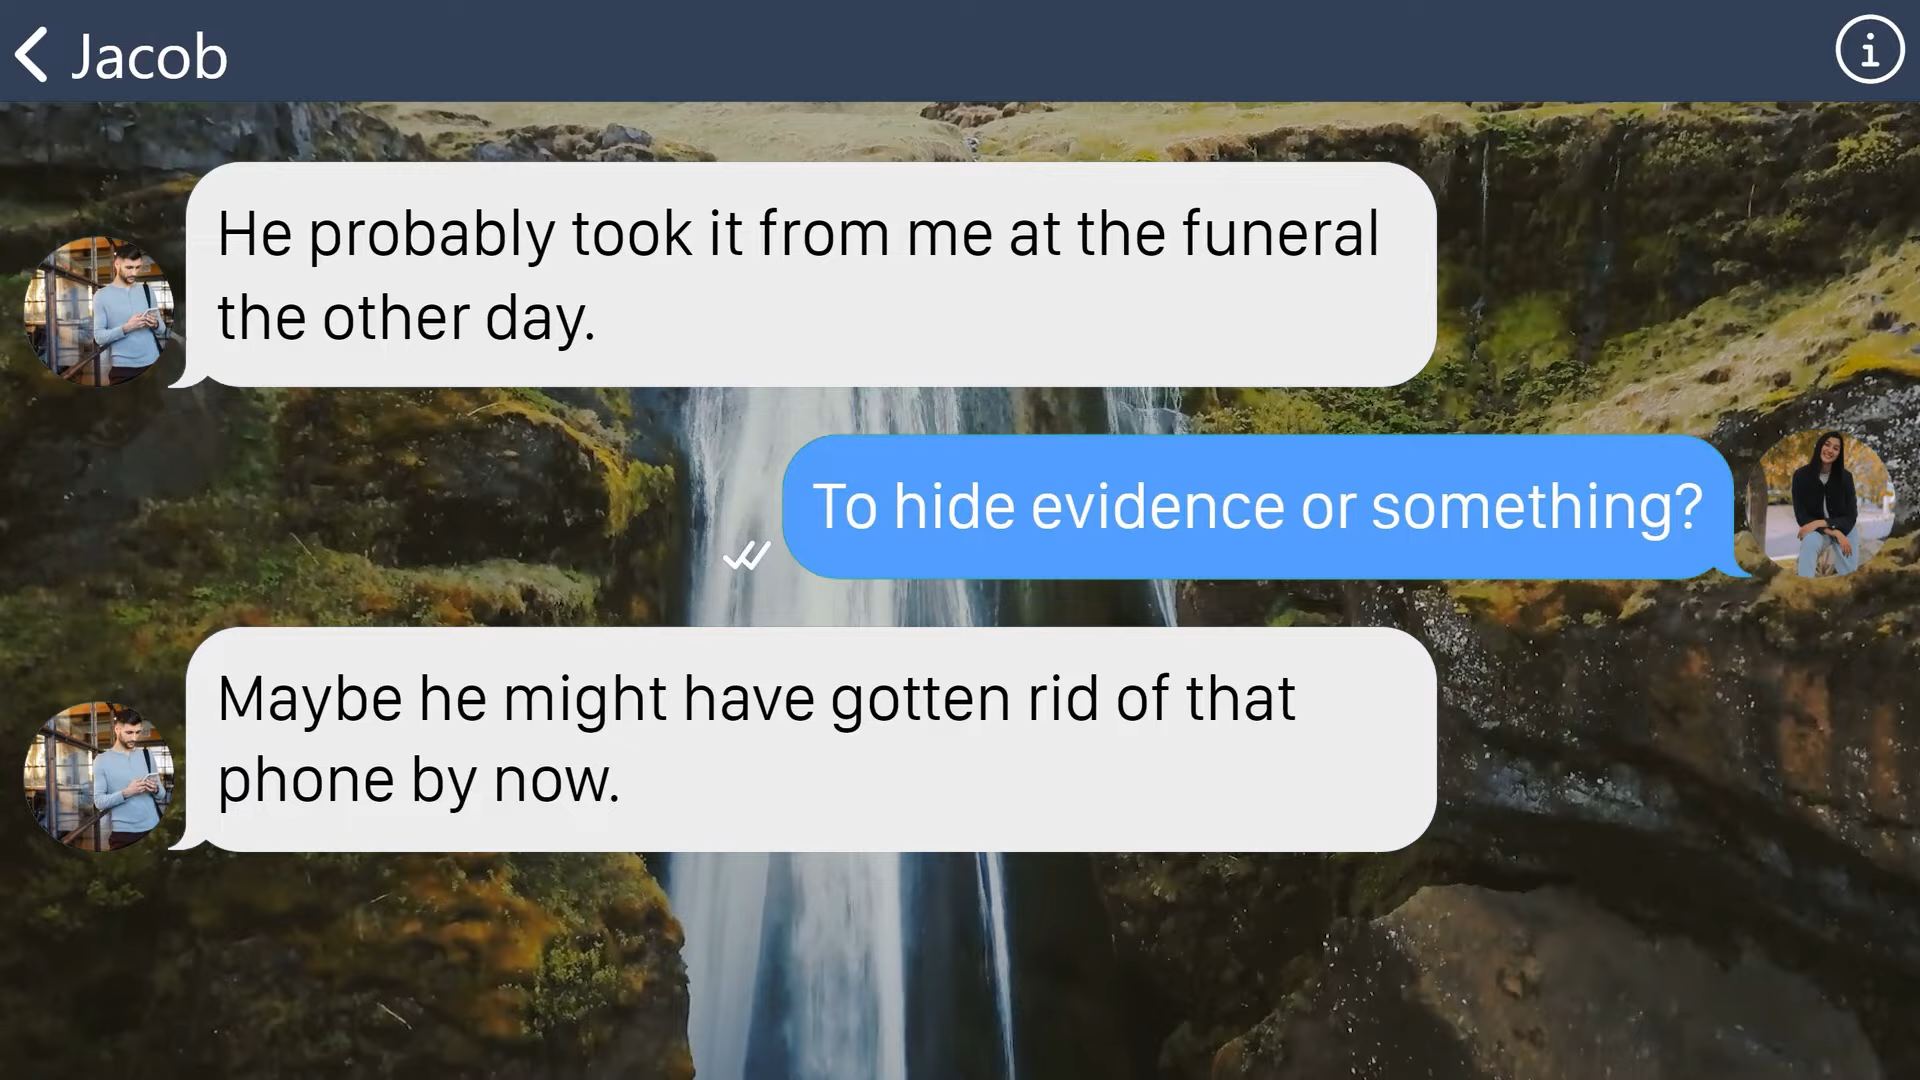 Jacob
He probably took it from me at the funeral
the other day.
To hide evidence or something?
Maybe he might have gotten rid of that
phone by now.